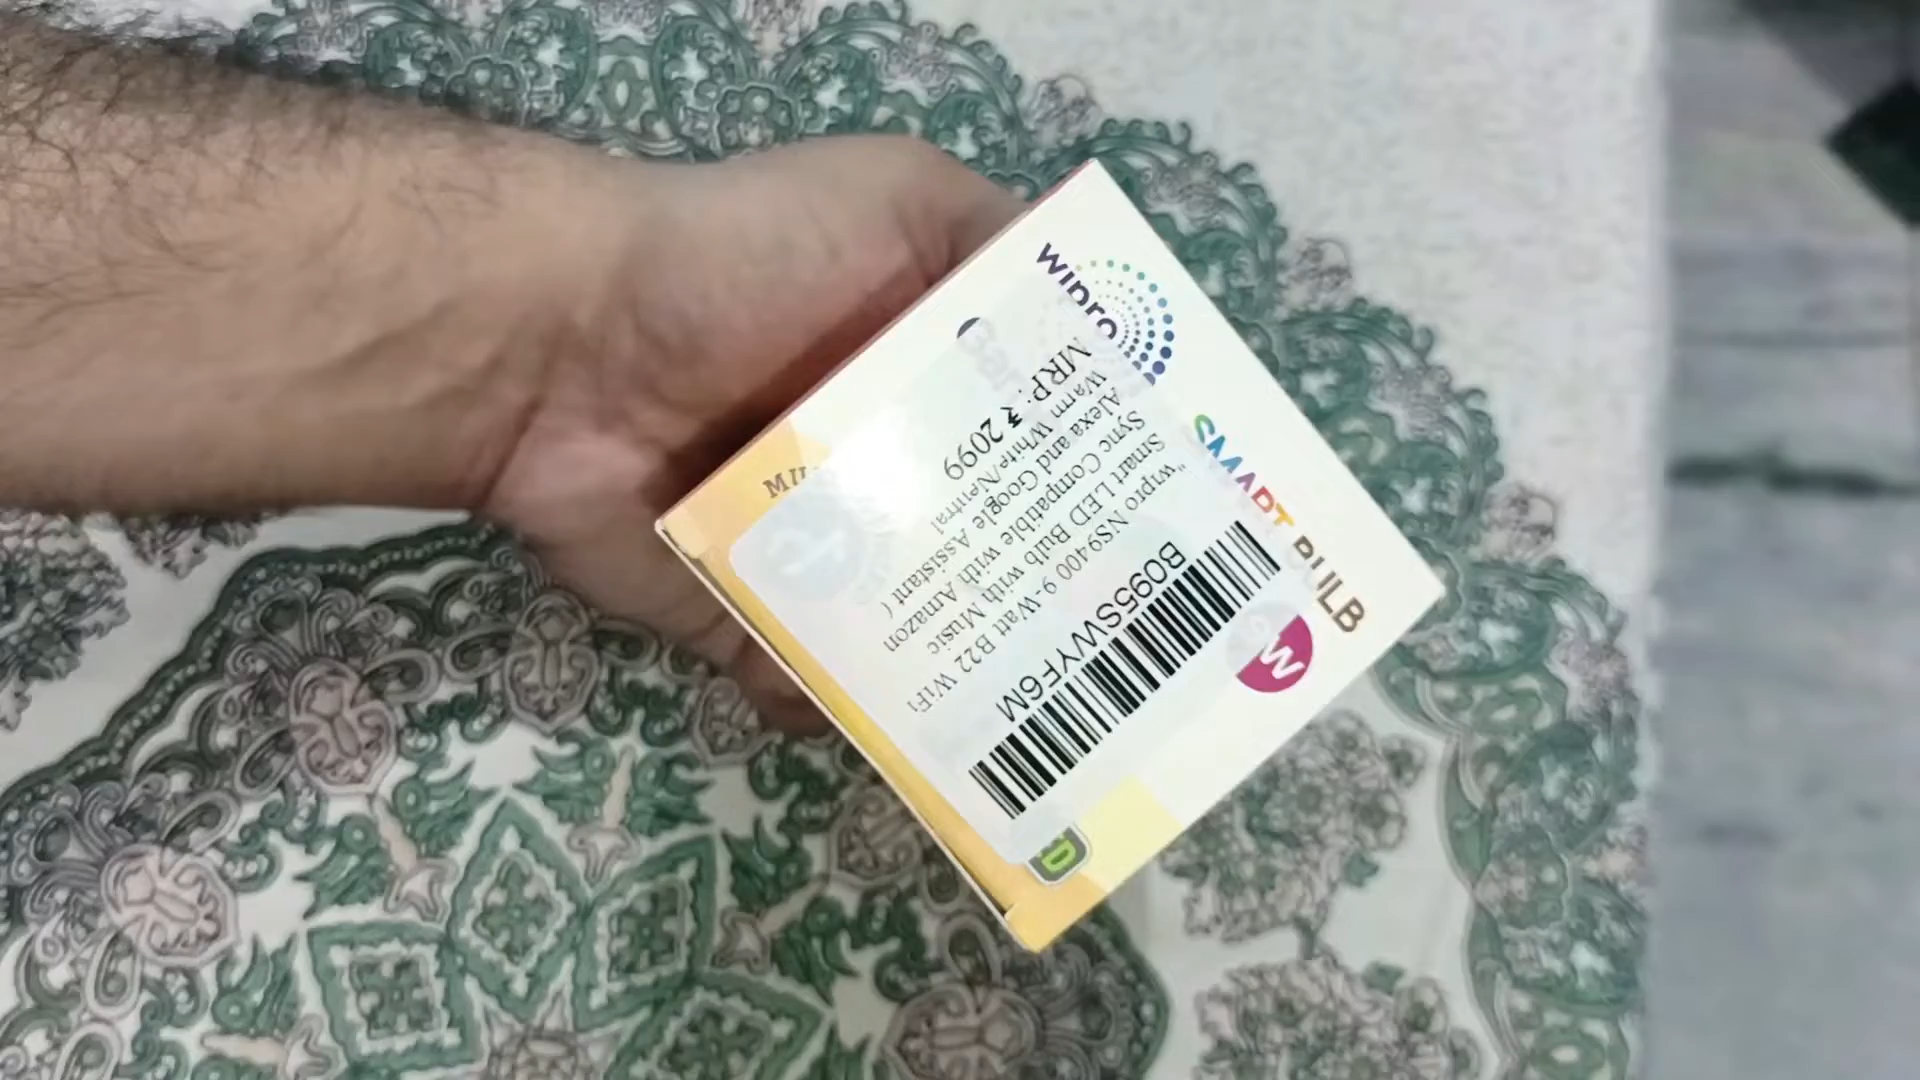 wipro
SMART BULB
B095SWYF6M
"wipro NS9400 9-Watt B22 WiFi
Smart LED Bulb with Music
Sync Compatible with Amazon
Alexa and Google Assistant (
Warm White/Neutral
MRP: ₹ 2099
W
D